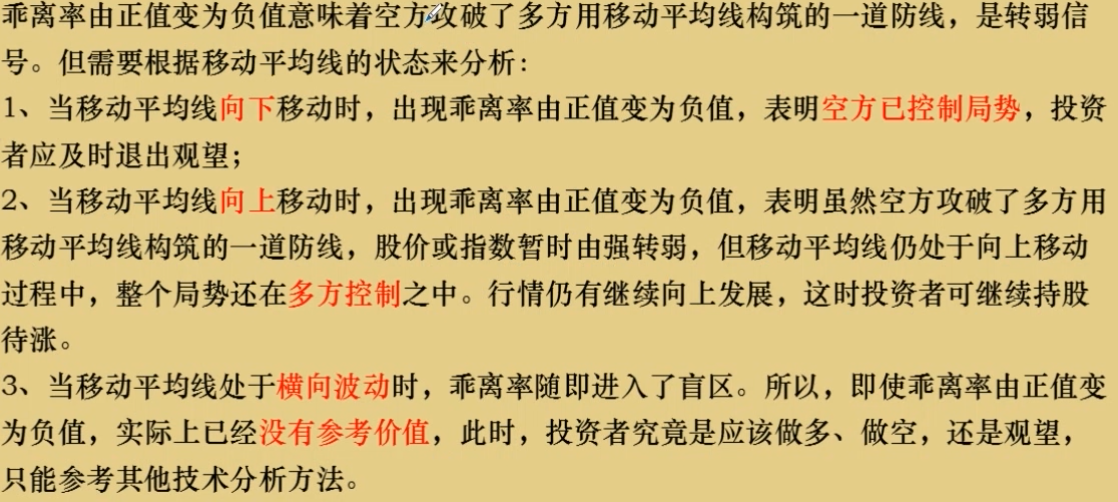 乖离率由正值变为负值意味着空方攻破了多方用移动平均线构筑的一道防线，是转弱信
号。但需要根据移动平均线的状态来分析：
1、当移动平均线向下移动时，出现乖离率由正值变为负值，表明空方已控制局势，投资
者应及时退出观望；
2、当移动平均线向上移动时，出现乖离率由正值变为负值，表明虽然空方攻破了多方用
移动平均线构筑的一道防线，股价或指数暂时由强转弱，但移动平均线仍处于向上移动
过程中，整个局势还在多方控制之中。行情仍有继续向上发展，这时投资者可继续持股
待涨。
3、当移动平均线处于横向波动时，乖离率随即进入了盲区。所以，即使乖离率由正值变
为负值，实际上已经没有参考价值，此时，投资者究竟是应该做多、做空，还是观望，
只能参考其他技术分析方法。